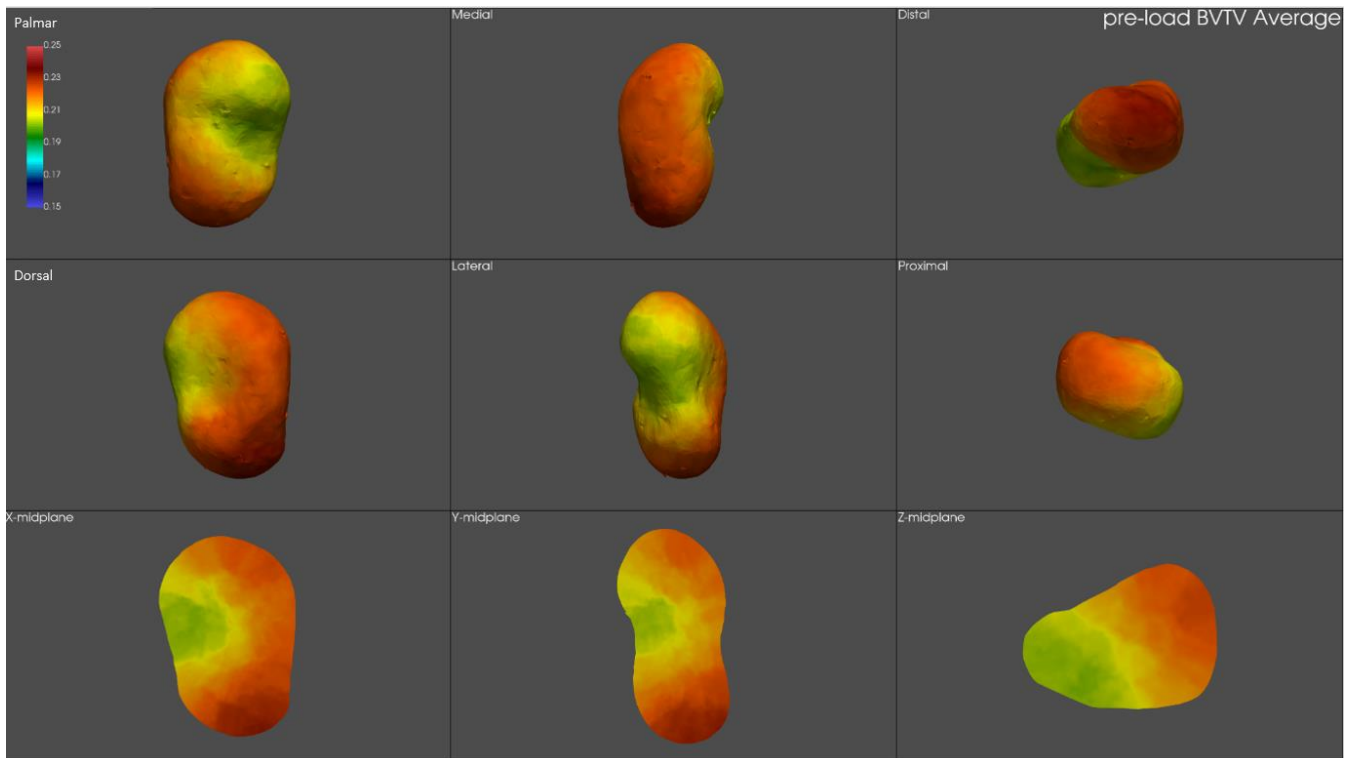 Palmar
Medial
Distal
pre-load BVTV Average
0.25
0.23
0.21
0.19
0.17
0.15
Dorsal
Lateral
Proximal
X-midplane
Y-midplane
Z-midplane